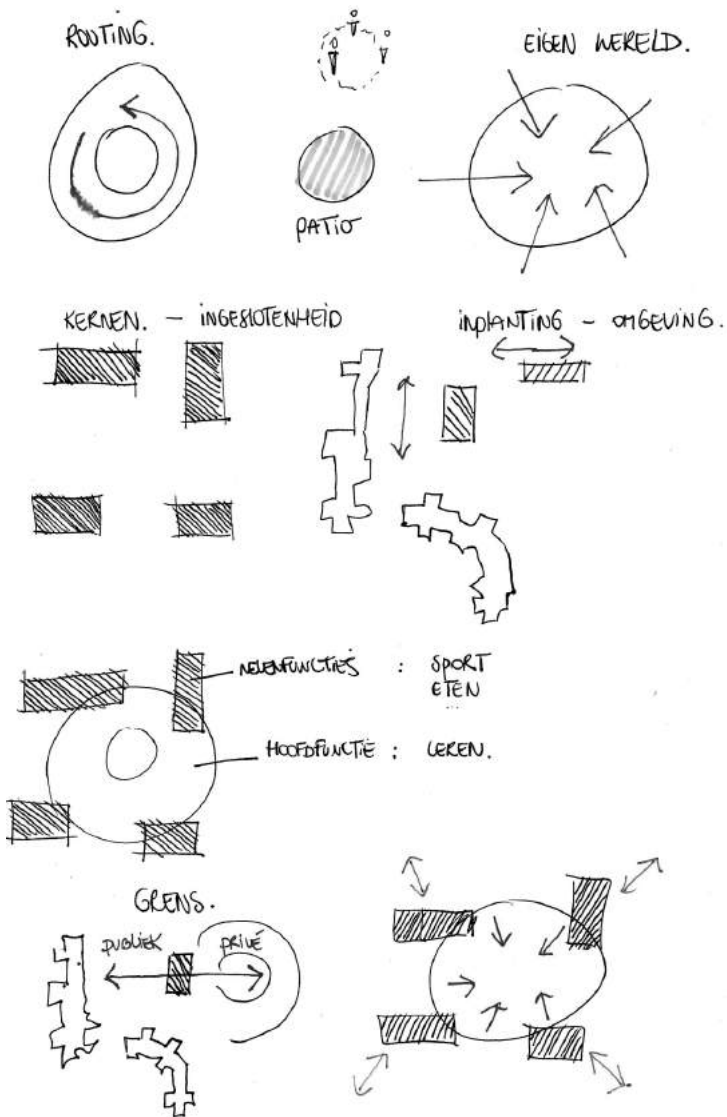 ROUTING.
EIGEN WERELD.
PATIO
KERNEN. - INGESLOTENHEID
INPLANTING - OMGEVING.
NEVENFUNCTIES : SPORT
ETEN
...
HOOFDFUNCTIE : LEREN.
GRENS.
PUBLIEK PRIVÉ